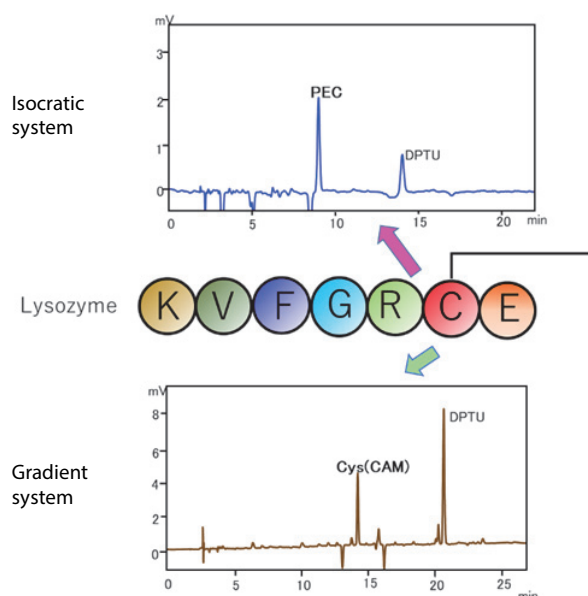 mV
3
2
1
0
PEC
DPTU
0 5 10 15 20 min
Isocratic
system
Lysozyme K V F G R C E
mV
8
6
4
2
0
Cys(CAM)
DPTU
0 5 10 15 20 25
min
Gradient
system